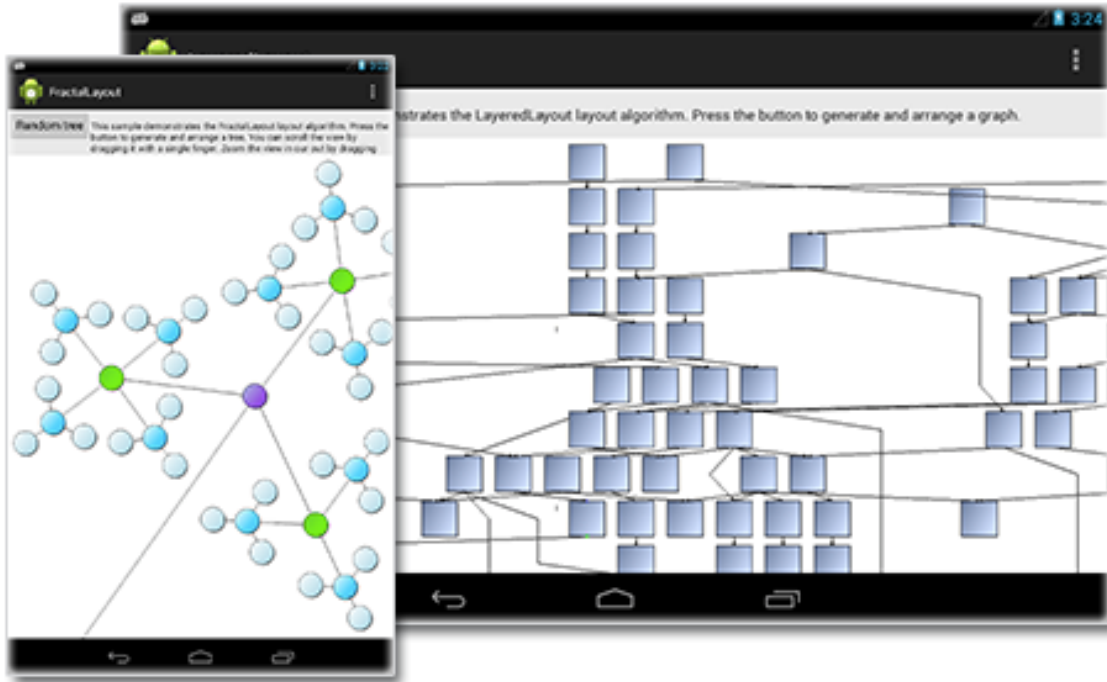 3:24
3:22
FractalLayout
Random tree
This sample demonstrates the FractalLayout layout algorithm. Press the
button to generate and arrange a tree. You can scroll the view by
dragging it with a single finger. Zoom the view in our out by dragging
nstrates the LayeredLayout layout algorithm. Press the button to generate and arrange a graph.